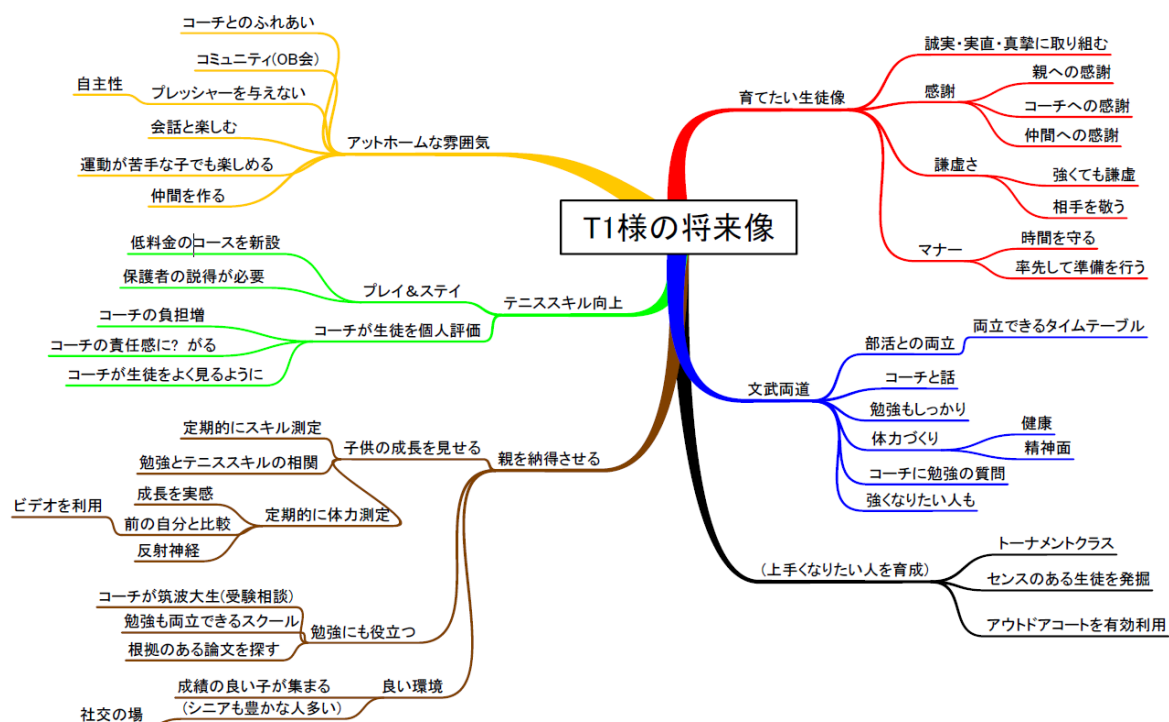 T1様の将来像
育てたい生徒像
誠実・実直・真摯に取り組む
感謝
親への感謝
コーチへの感謝
仲間への感謝
謙虚さ
強くても謙虚
相手を敬う
マナー
時間を守る
率先して準備を行う
文武両道
部活との両立
両立できるタイムテーブル
コーチと話
勉強もしっかり
体力づくり
健康
精神面
コーチに勉強の質問
強くなりたい人も
(上手くなりたい人を育成)
トーナメントクラス
センスのある生徒を発掘
アウトドアコートを有効利用
アットホームな雰囲気
コーチとのふれあい
コミュニティ(OB会)
プレッシャーを与えない
自主性
会話と楽しむ
運動が苦手な子でも楽しめる
仲間を作る
テニススキル向上
プレイ&ステイ
低料金のコースを新設
保護者の説得が必要
コーチが生徒を個人評価
コーチの負担増
コーチの責任感に? がる
コーチが生徒をよく見るように
親を納得させる
子供の成長を見せる
定期的にスキル測定
勉強とテニススキルの相関
定期的に体力測定
成長を実感
前の自分と比較
ビデオを利用
反射神経
勉強にも役立つ
コーチが筑波大生(受験相談)
勉強も両立できるスクール
根拠のある論文を探す
良い環境
成績の良い子が集まる
(シニアも豊かな人多い)
社交の場